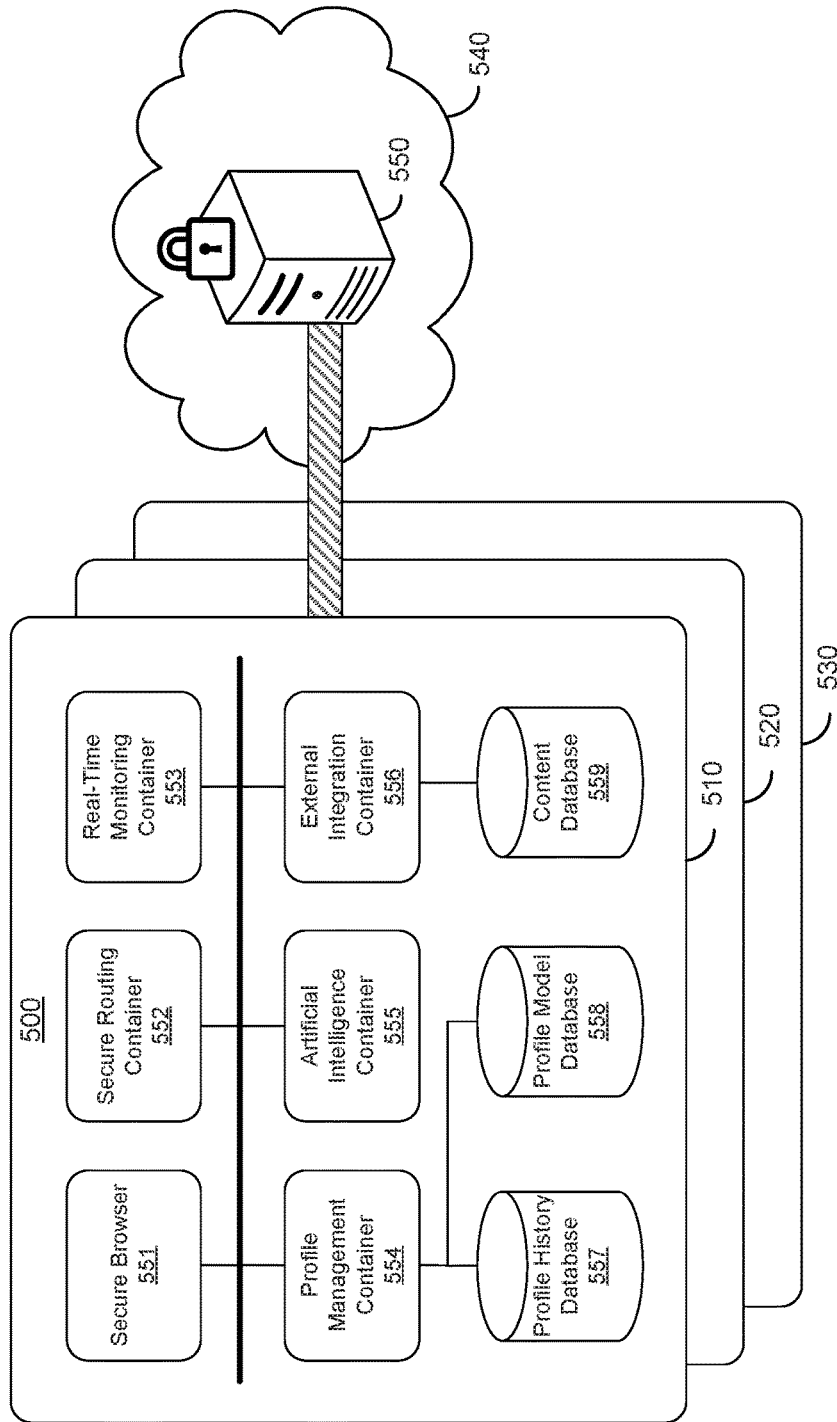 500
Secure Browser
551
Secure Routing
Container
552
Real-Time
Monitoring
Container
553
Profile
Management
Container
554
Artificial
Intelligence
Container
555
External
Integration
Container
556
Profile History
Database
557
Profile Model
Database
558
Content
Database
559
510
520
530
540
550